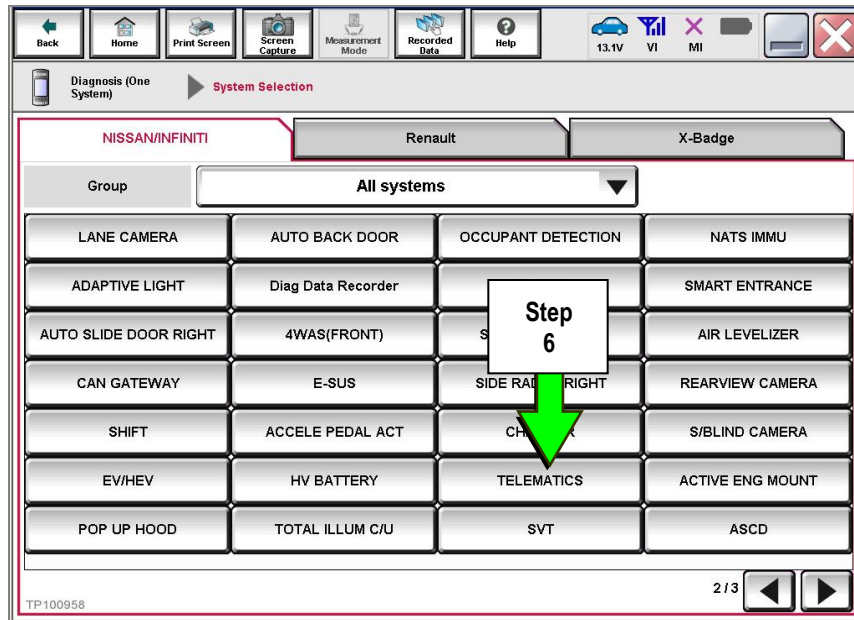 Back
Home
Print Screen
Screen
Capture
Measurement
Mode
Recorded
Data
Help
13.1V
VI
MI
Diagnosis (One
System)
System Selection
NISSAN/INFINITI
Renault
X-Badge
Group
All systems
LANE CAMERA
AUTO BACK DOOR
OCCUPANT DETECTION
NATS IMMU
ADAPTIVE LIGHT
Diag Data Recorder
SMART ENTRANCE
Step
6
AUTO SLIDE DOOR RIGHT
4WAS(FRONT)
S
AIR LEVELIZER
CAN GATEWAY
E-SUS
SIDE RAD RIGHT
REARVIEW CAMERA
SHIFT
ACCELE PEDAL ACT
CH R
S/BLIND CAMERA
EV/HEV
HV BATTERY
TELEMATICS
ACTIVE ENG MOUNT
POP UP HOOD
TOTAL ILLUM C/U
SVT
ASCD
2/3
TP100958